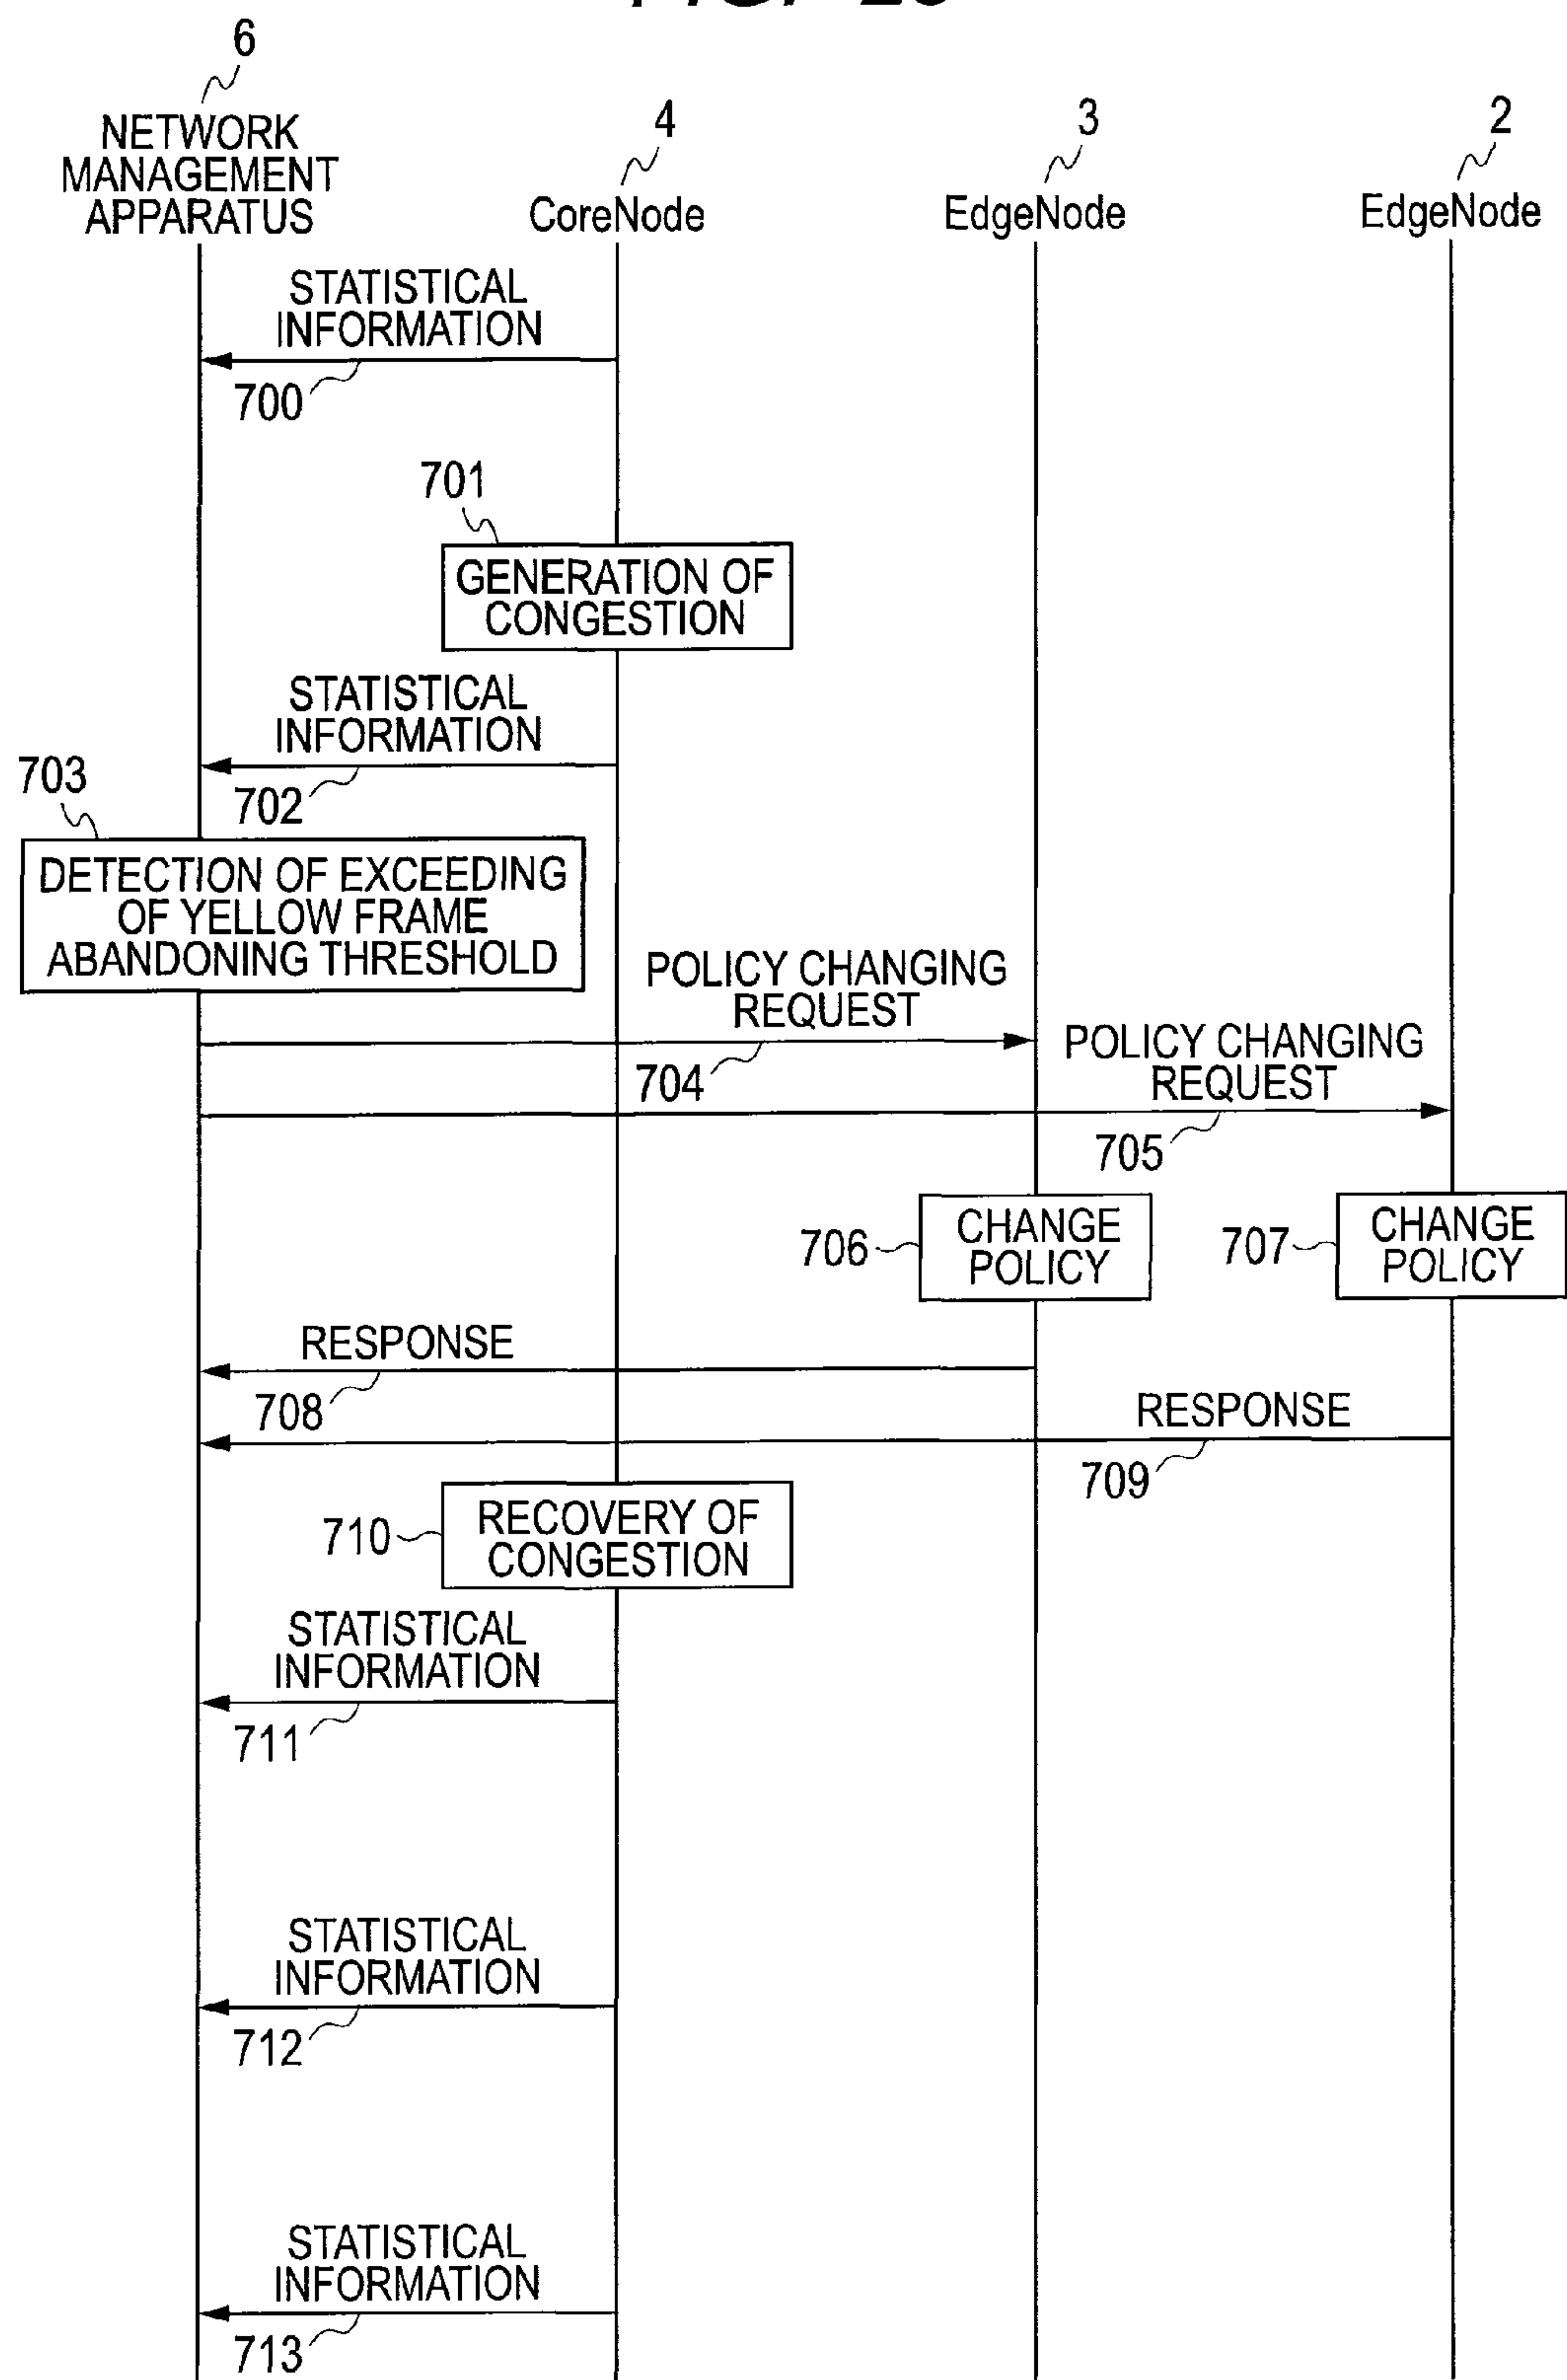 6
NETWORK
MANAGEMENT
APPARATUS
4
CoreNode
3
EdgeNode
2
EdgeNode
STATISTICAL
INFORMATION
700
701
GENERATION OF
CONGESTION
STATISTICAL
INFORMATION
702
703
DETECTION OF EXCEEDING
OF YELLOW FRAME
ABANDONING THRESHOLD
POLICY CHANGING
REQUEST
704
POLICY CHANGING
REQUEST
705
706
CHANGE
POLICY
707
CHANGE
POLICY
RESPONSE
708
RESPONSE
709
710
RECOVERY OF
CONGESTION
STATISTICAL
INFORMATION
711
STATISTICAL
INFORMATION
712
STATISTICAL
INFORMATION
713